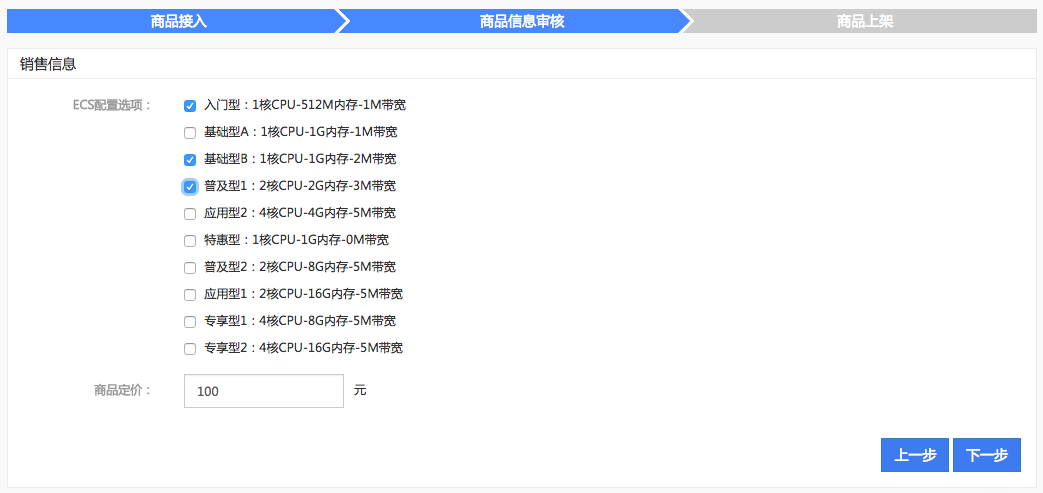 商品接入 商品信息审核 商品上架
销售信息
ECS配置选项： 入门型：1核CPU-512M内存-1M带宽
基础型A：1核CPU-1G内存-1M带宽
基础型B：1核CPU-1G内存-2M带宽
普及型1：2核CPU-2G内存-3M带宽
应用型2：4核CPU-4G内存-5M带宽
特惠型：1核CPU-1G内存-0M带宽
普及型2：2核CPU-8G内存-5M带宽
应用型1：2核CPU-16G内存-5M带宽
专享型1：4核CPU-8G内存-5M带宽
专享型2：4核CPU-16G内存-5M带宽
商品定价： 100 元
上一步 下一步